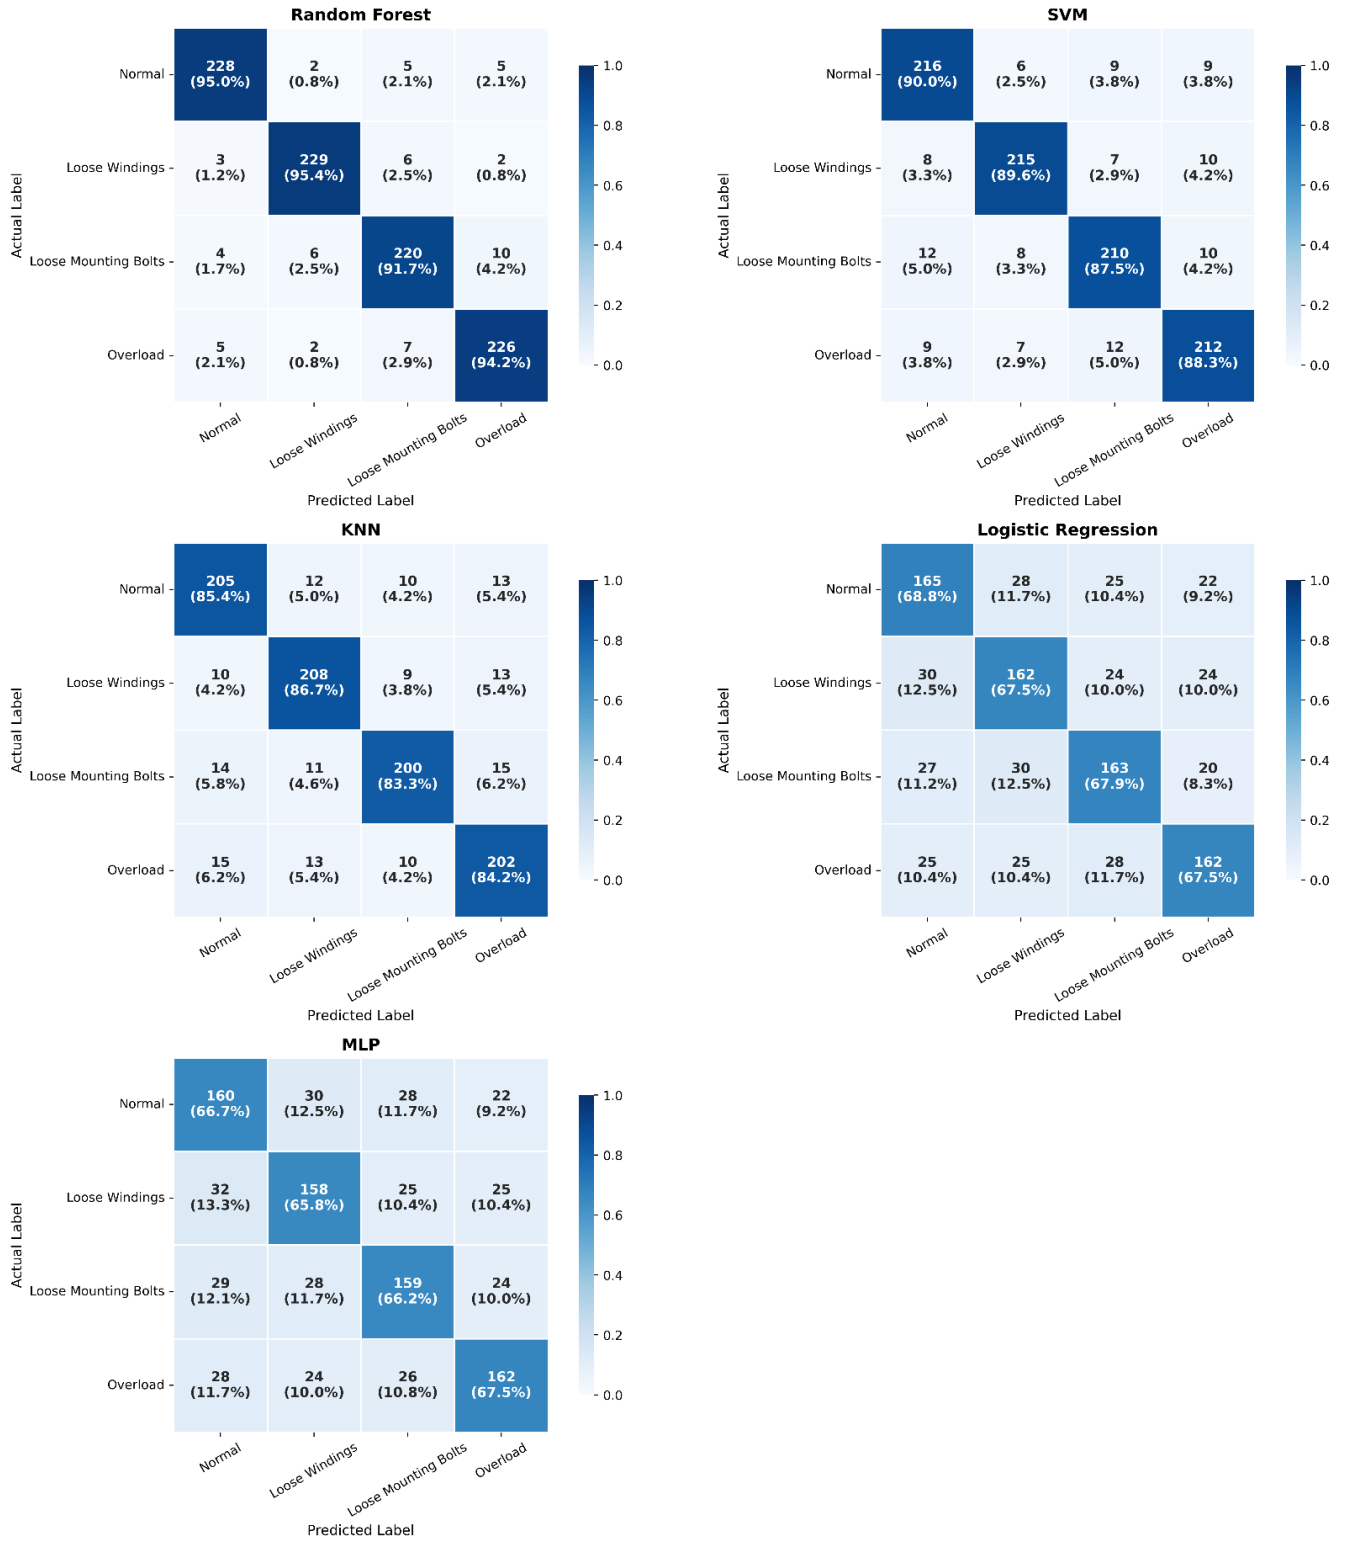 Random Forest
Actual Label
Normal
228 2 5 5
(95.0%) (0.8%) (2.1%) (2.1%)
Loose Windings
3 229 6 2
(1.2%) (95.4%) (2.5%) (0.8%)
Loose Mounting Bolts
4 6 220 10
(1.7%) (2.5%) (91.7%) (4.2%)
Overload
5 2 7 226
(2.1%) (0.8%) (2.9%) (94.2%)
Normal Loose Windings Loose Mounting Bolts Overload
Predicted Label
1.0
0.8
0.6
0.4
0.2
0.0
SVM
Actual Label
Normal
216 6 9 9
(90.0%) (2.5%) (3.8%) (3.8%)
Loose Windings
8 215 7 10
(3.3%) (89.6%) (2.9%) (4.2%)
Loose Mounting Bolts
12 8 210 10
(5.0%) (3.3%) (87.5%) (4.2%)
Overload
9 7 12 212
(3.8%) (2.9%) (5.0%) (88.3%)
Normal Loose Windings Loose Mounting Bolts Overload
Predicted Label
1.0
0.8
0.6
0.4
0.2
0.0
KNN
Actual Label
Normal
205 12 10 13
(85.4%) (5.0%) (4.2%) (5.4%)
Loose Windings
10 208 9 13
(4.2%) (86.7%) (3.8%) (5.4%)
Loose Mounting Bolts
14 11 200 15
(5.8%) (4.6%) (83.3%) (6.2%)
Overload
15 13 10 202
(6.2%) (5.4%) (4.2%) (84.2%)
Normal Loose Windings Loose Mounting Bolts Overload
Predicted Label
1.0
0.8
0.6
0.4
0.2
0.0
Logistic Regression
Actual Label
Normal
165 28 25 22
(68.8%) (11.7%) (10.4%) (9.2%)
Loose Windings
30 162 24 24
(12.5%) (67.5%) (10.0%) (10.0%)
Loose Mounting Bolts
27 30 163 20
(11.2%) (12.5%) (67.9%) (8.3%)
Overload
25 25 28 162
(10.4%) (10.4%) (11.7%) (67.5%)
Normal Loose Windings Loose Mounting Bolts Overload
Predicted Label
1.0
0.8
0.6
0.4
0.2
0.0
MLP
Actual Label
Normal
160 30 28 22
(66.7%) (12.5%) (11.7%) (9.2%)
Loose Windings
32 158 25 25
(13.3%) (65.8%) (10.4%) (10.4%)
Loose Mounting Bolts
29 28 159 24
(12.1%) (11.7%) (66.2%) (10.0%)
Overload
28 24 26 162
(11.7%) (10.0%) (10.8%) (67.5%)
Normal Loose Windings Loose Mounting Bolts Overload
Predicted Label
1.0
0.8
0.6
0.4
0.2
0.0